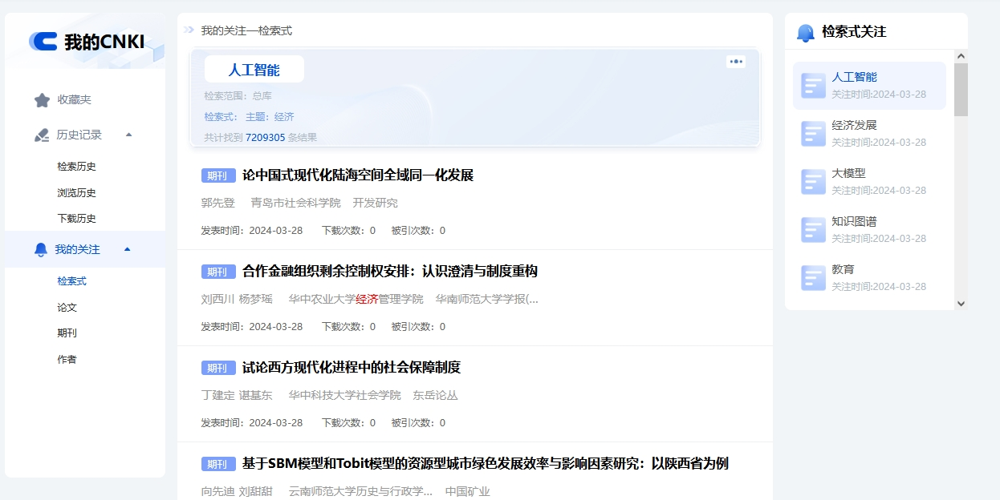 我的CNKI
收藏夹
历史记录
检索历史
浏览历史
下载历史
我的关注
检索式
论文
期刊
作者
我的关注—检索式
人工智能
检索范围：总库
检索式： 主题：经济
共计找到 7209305 条结果
期刊 论中国式现代化陆海空间全域同一化发展
郭先登 青岛市社会科学院 开发研究
发表时间：2024-03-28 下载次数：0 被引次数：0
期刊 合作金融组织剩余控制权安排：认识澄清与制度重构
刘西川 杨梦瑶 华中农业大学经济管理学院 华南师范大学学报(...
发表时间：2024-03-28 下载次数：0 被引次数：0
期刊 试论西方现代化进程中的社会保障制度
丁建定 谌基东 华中科技大学社会学院 东岳论丛
发表时间：2024-03-28 下载次数：0 被引次数：0
期刊 基于SBM模型和Tobit模型的资源型城市绿色发展效率与影响因素研究：以陕西省为例
向先迪 刘甜甜 云南师范大学历史与行政学... 中国矿业
检索式关注
人工智能
关注时间:2024-03-28
经济发展
关注时间:2024-03-28
大模型
关注时间:2024-03-28
知识图谱
关注时间:2024-03-28
教育
关注时间:2024-03-28